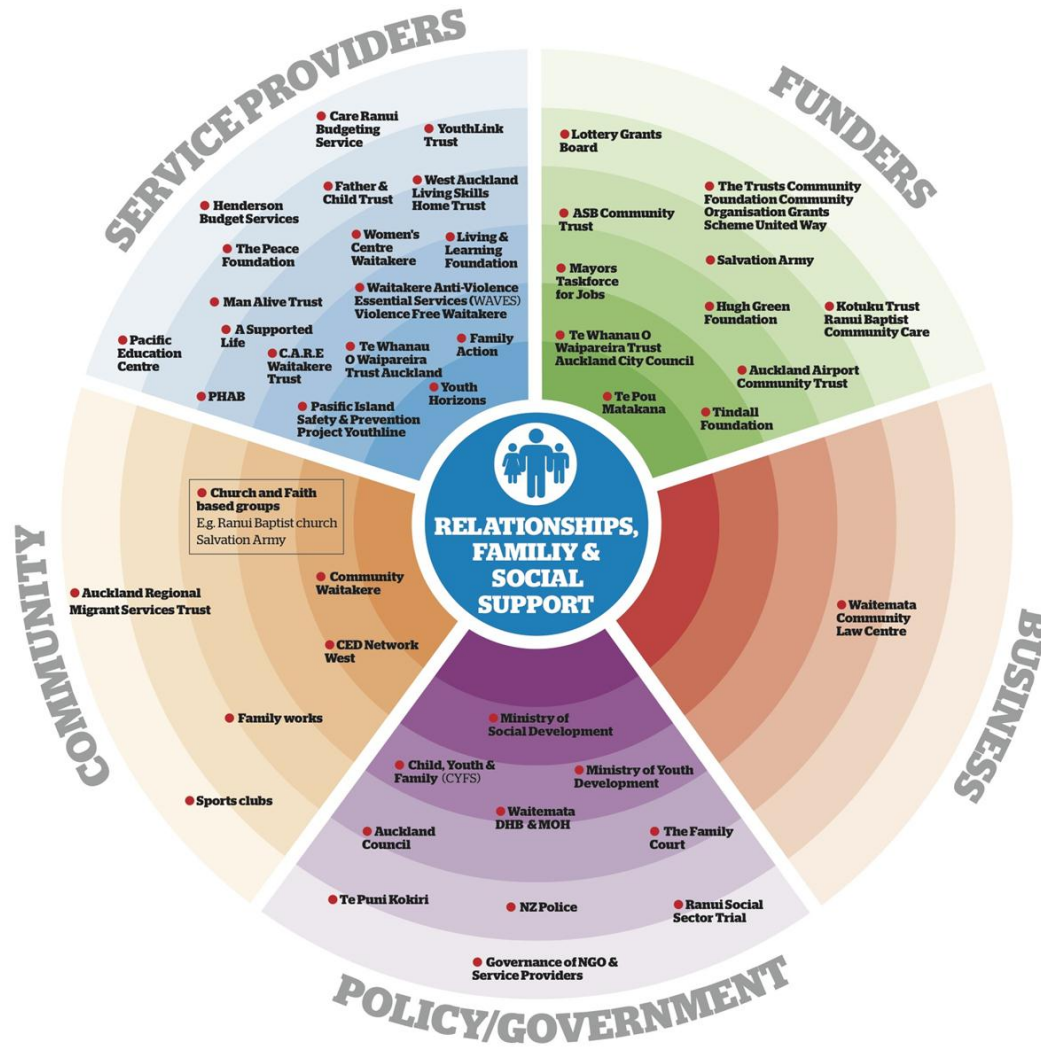 SERVICE PROVIDERS
Care Ranui
Budgeting
Service
YouthLink
Trust
Father &
Child Trust
West Auckland
Living Skills
Home Trust
Henderson
Budget Services
The Peace
Foundation
Women's
Centre
Waitakere
Living &
Learning
Foundation
Man Alive Trust
Waitakere Anti-Violence
Essential Services (WAVES)
Violence Free Waitakere
Pacific
Education
Centre
A Supported
Life
C.A.R.E
Waitakere
Trust
Te Whanau
O Waipareira
Trust Auckland
Family
Action
Youth
Horizons
PHAB
Pasific Island
Safety & Prevention
Project Youthline
FUNDERS
Lottery Grants
Board
The Trusts Community
Foundation Community
Organisation Grants
Scheme United Way
ASB Community
Trust
Salvation Army
Mayors
Taskforce
for Jobs
Hugh Green
Foundation
Kotuku Trust
Ranui Baptist
Community Care
Te Whanau O
Waipareira Trust
Auckland City Council
Auckland Airport
Community Trust
Te Pou
Matakana
Tindall
Foundation
RELATIONSHIPS,
FAMILIY &
SOCIAL
SUPPORT
COMMUNITY
Church and Faith
based groups
E.g. Ranui Baptist church
Salvation Army
Community
Waitakere
Auckland Regional
Migrant Services Trust
CED Network
West
Family works
Sports clubs
BUSINESS
Waitemata
Community
Law Centre
Ministry of
Social Development
Child, Youth &
Family (CYFS)
Ministry of Youth
Development
Waitemata
DHB & MOH
Auckland
Council
The Family
Court
Te Puni Kokiri
NZ Police
Ranui Social
Sector Trial
Governance of NGO &
Service Providers
POLICY/GOVERNMENT